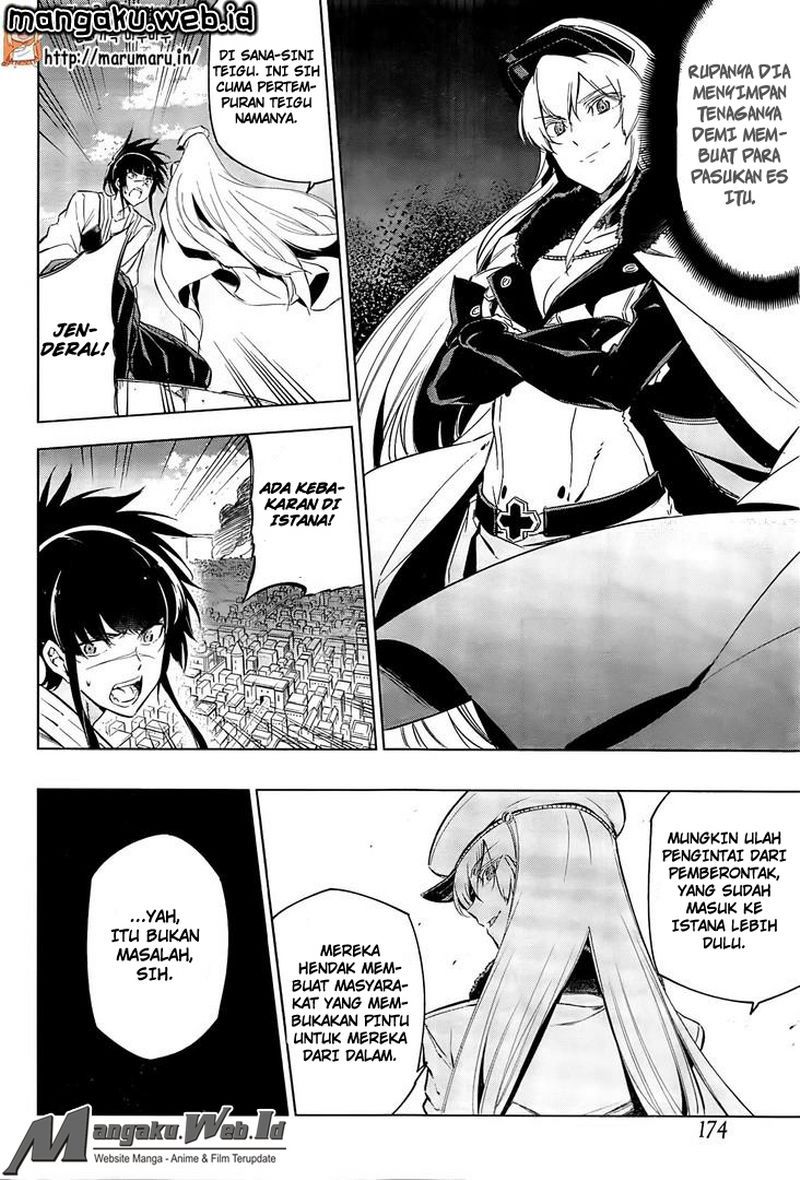 mangaku.web.id
http://marumaru.in/
RUPANYA DIA
MENYIMPAN
TENAGANYA
DEMI MEM-
BUAT PARA
PASUKAN ES
ITU.
DI SANA-SINI
TEIGU. INI SIH
CUMA PERTEM-
PURAN TEIGU
NAMANYA.
JEN-
DERAL!
ADA KEBA-
KARAN DI
ISTANA!
MUNGKIN ULAH
PENGINTAI DARI
PEMBERONTAK,
YANG SUDAH
MASUK KE
ISTANA LEBIH
DULU.
MEREKA
HENDAK MEM-
BUAT MASYARA-
KAT YANG MEM-
BUKAKAN PINTU
UNTUK MEREKA
DARI DALAM.
...YAH,
ITU BUKAN
MASALAH,
SIH.
174
Mangaku.Web.Id
Website Manga - Anime & Film Terupdate